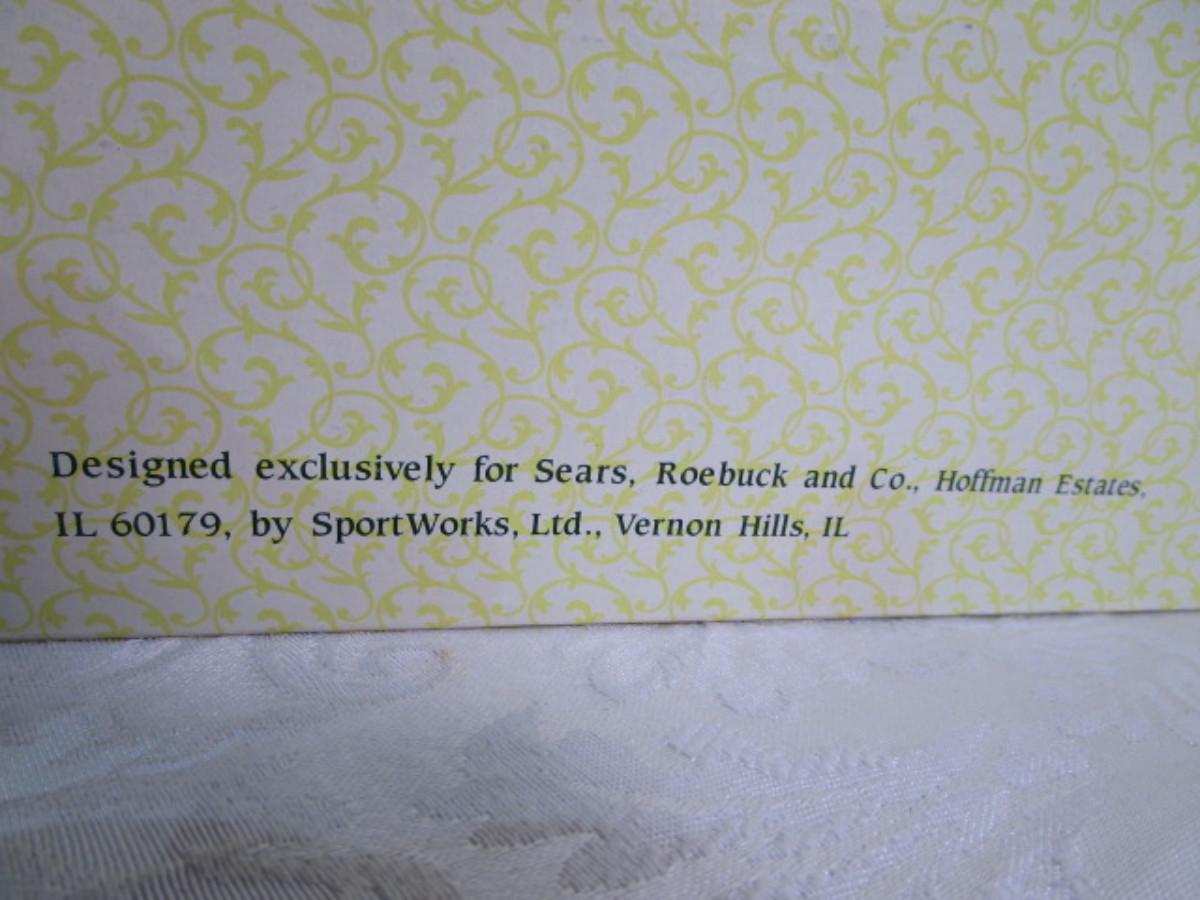 Designed exclusively for Sears, Roebuck and Co., Hoffman Estates,
IL 60179, by SportWorks, Ltd., Vernon Hills, IL